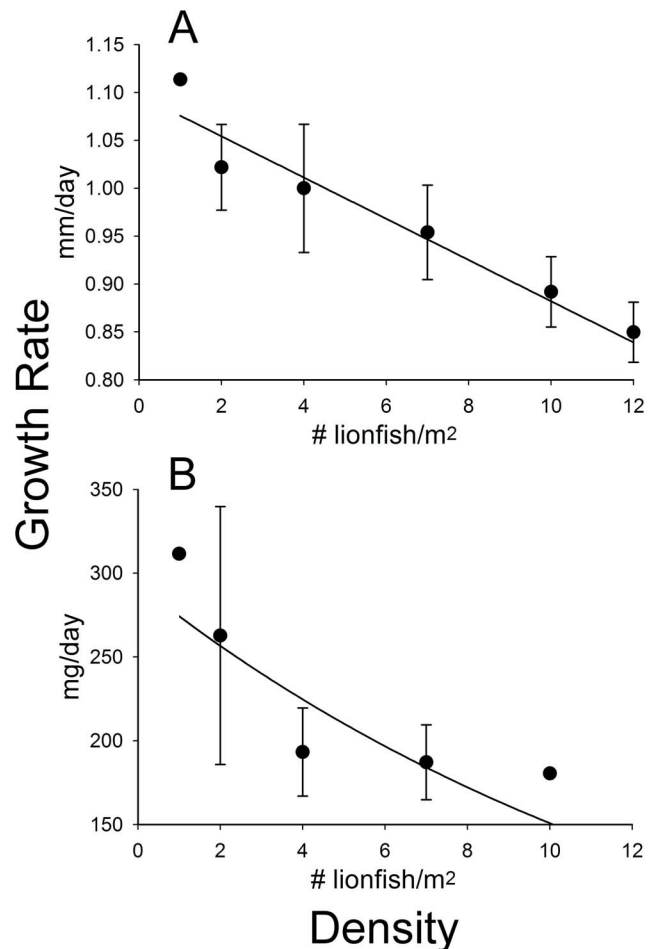 A
1.15
1.10
1.05
1.00
0.95
0.90
0.85
0.80
mm/day
0 2 4 6 8 10 12
# lionfish/m²
Growth Rate
B
350
300
250
200
150
mg/day
0 2 4 6 8 10 12
# lionfish/m²
Density